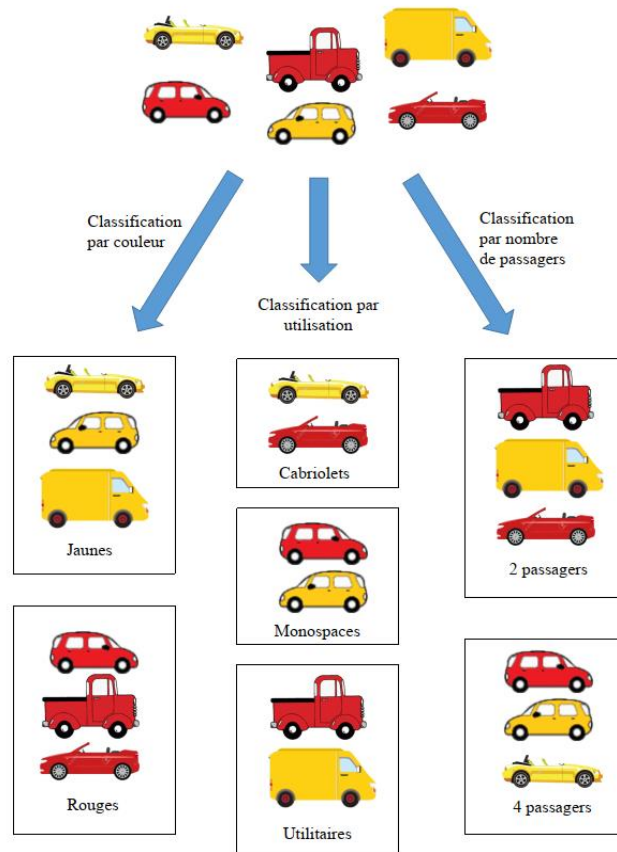 Classification
par couleur
Classification par
utilisation
Classification
par nombre
de passagers
Jaunes
Rouges
Cabriolets
Monospaces
Utilitaires
2 passagers
4 passagers